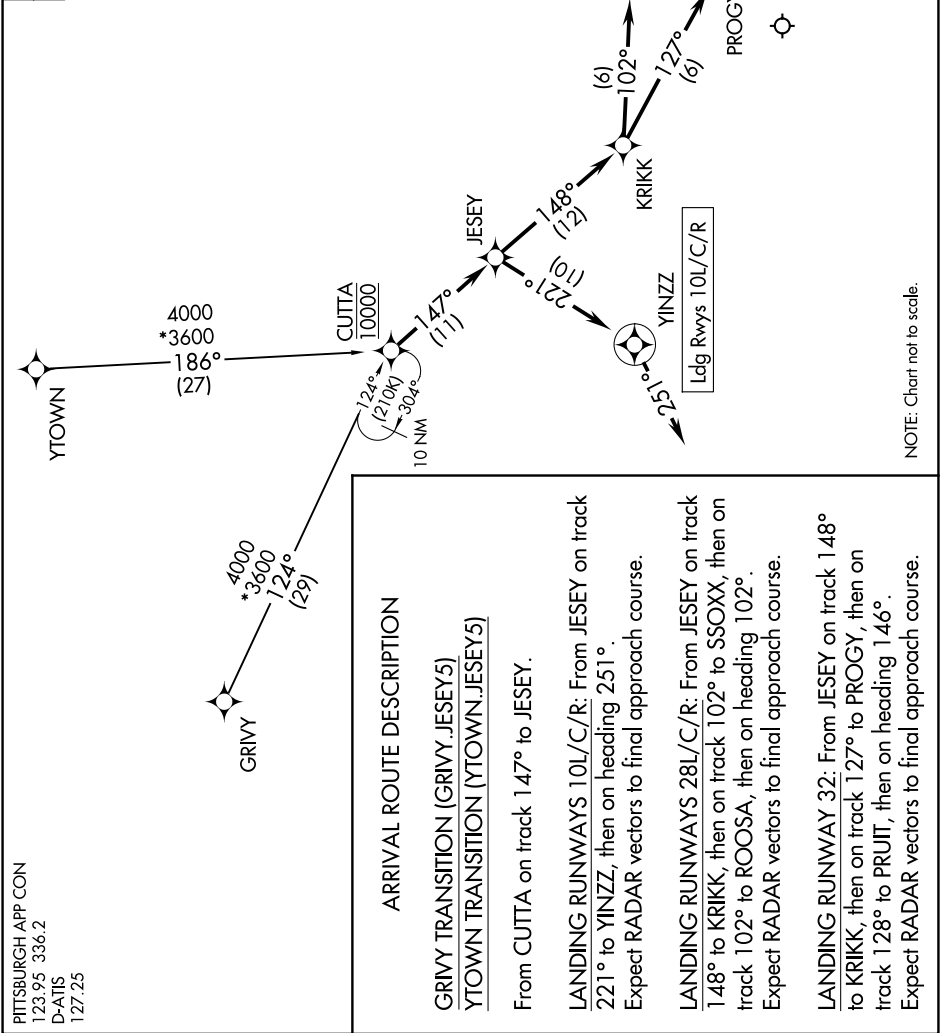 PITTSBURGH APP CON
123.95 336.2
D-ATIS
127.25
YTOWN
4000
*3600
186°
(27)
GRIVY
4000
*3600
124°
(29)
CUTTA
10000
124°
(210K)
304°
10 NM
147°
(11)
JESEY
148°
(12)
221°
(10)
YINZZ
Ldg Rwys 10L/C/R
251°
KRIKK
(6)
102°
127°
(6)
PROGY
ARRIVAL ROUTE DESCRIPTION
GRIVY TRANSITION (GRIVY.JESEY5)
YTOWN TRANSITION (YTOWN.JESEY5)
From CUTTA on track 147° to JESEY.
LANDING RUNWAYS 10L/C/R: From JESEY on track
221° to YINZZ, then on heading 251°.
Expect RADAR vectors to final approach course.
LANDING RUNWAYS 28L/C/R: From JESEY on track
148° to KRIKK, then on track 102° to SSOXX, then on
track 102° to ROOSA, then on heading 102°.
Expect RADAR vectors to final approach course.
LANDING RUNWAY 32: From JESEY on track 148°
to KRIKK, then on track 127° to PROGY, then on
track 128° to PRUIT, then on heading 146°.
Expect RADAR vectors to final approach course.
NOTE: Chart not to scale.